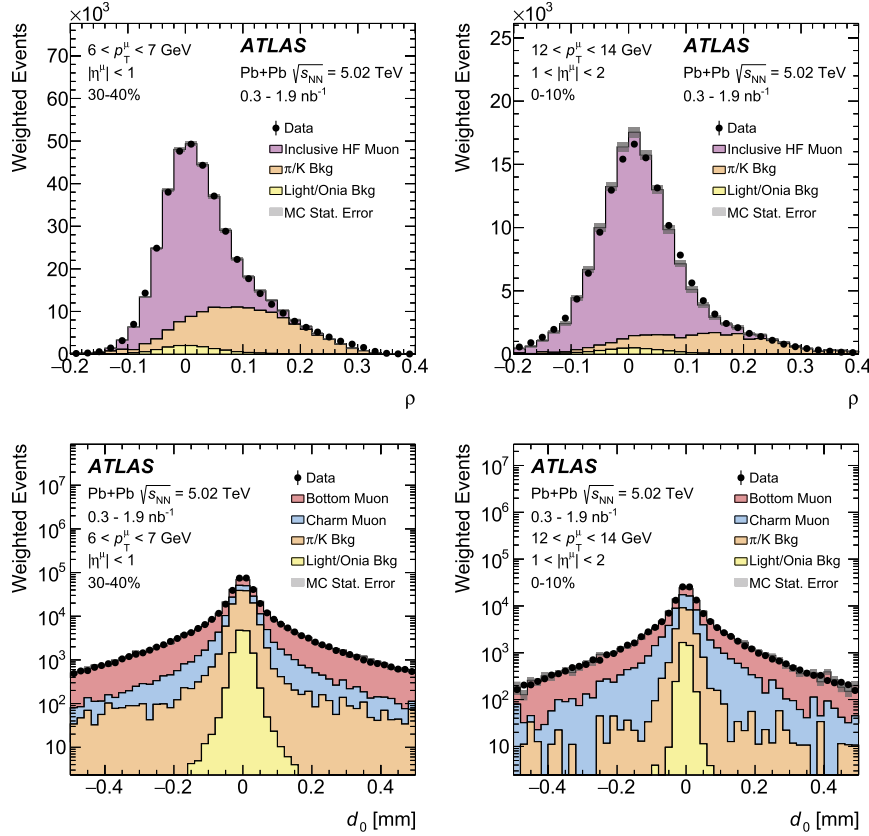 ×10³
Weighted Events
70
60
50
40
30
20
10
0
6 < p_T^μ < 7 GeV
|η^μ| < 1
30-40%
ATLAS
Pb+Pb √s_NN = 5.02 TeV
0.3 - 1.9 nb⁻¹
Data
Inclusive HF Muon
π/K Bkg
Light/Onia Bkg
MC Stat. Error
−0.2 −0.1 0 0.1 0.2 0.3 0.4
ρ
×10³
Weighted Events
25
20
15
10
5
0
12 < p_T^μ < 14 GeV
1 < |η^μ| < 2
0-10%
ATLAS
Pb+Pb √s_NN = 5.02 TeV
0.3 - 1.9 nb⁻¹
Data
Inclusive HF Muon
π/K Bkg
Light/Onia Bkg
MC Stat. Error
−0.2 −0.1 0 0.1 0.2 0.3 0.4
ρ
Weighted Events
10⁷
10⁶
10⁵
10⁴
10³
10²
10
ATLAS
Pb+Pb √s_NN = 5.02 TeV
0.3 - 1.9 nb⁻¹
6 < p_T^μ < 7 GeV
|η^μ| < 1
30-40%
Data
Bottom Muon
Charm Muon
π/K Bkg
Light/Onia Bkg
MC Stat. Error
−0.4 −0.2 0 0.2 0.4
d₀ [mm]
Weighted Events
10⁷
10⁶
10⁵
10⁴
10³
10²
10
ATLAS
Pb+Pb √s_NN = 5.02 TeV
0.3 - 1.9 nb⁻¹
12 < p_T^μ < 14 GeV
1 < |η^μ| < 2
0-10%
Data
Bottom Muon
Charm Muon
π/K Bkg
Light/Onia Bkg
MC Stat. Error
−0.4 −0.2 0 0.2 0.4
d₀ [mm]